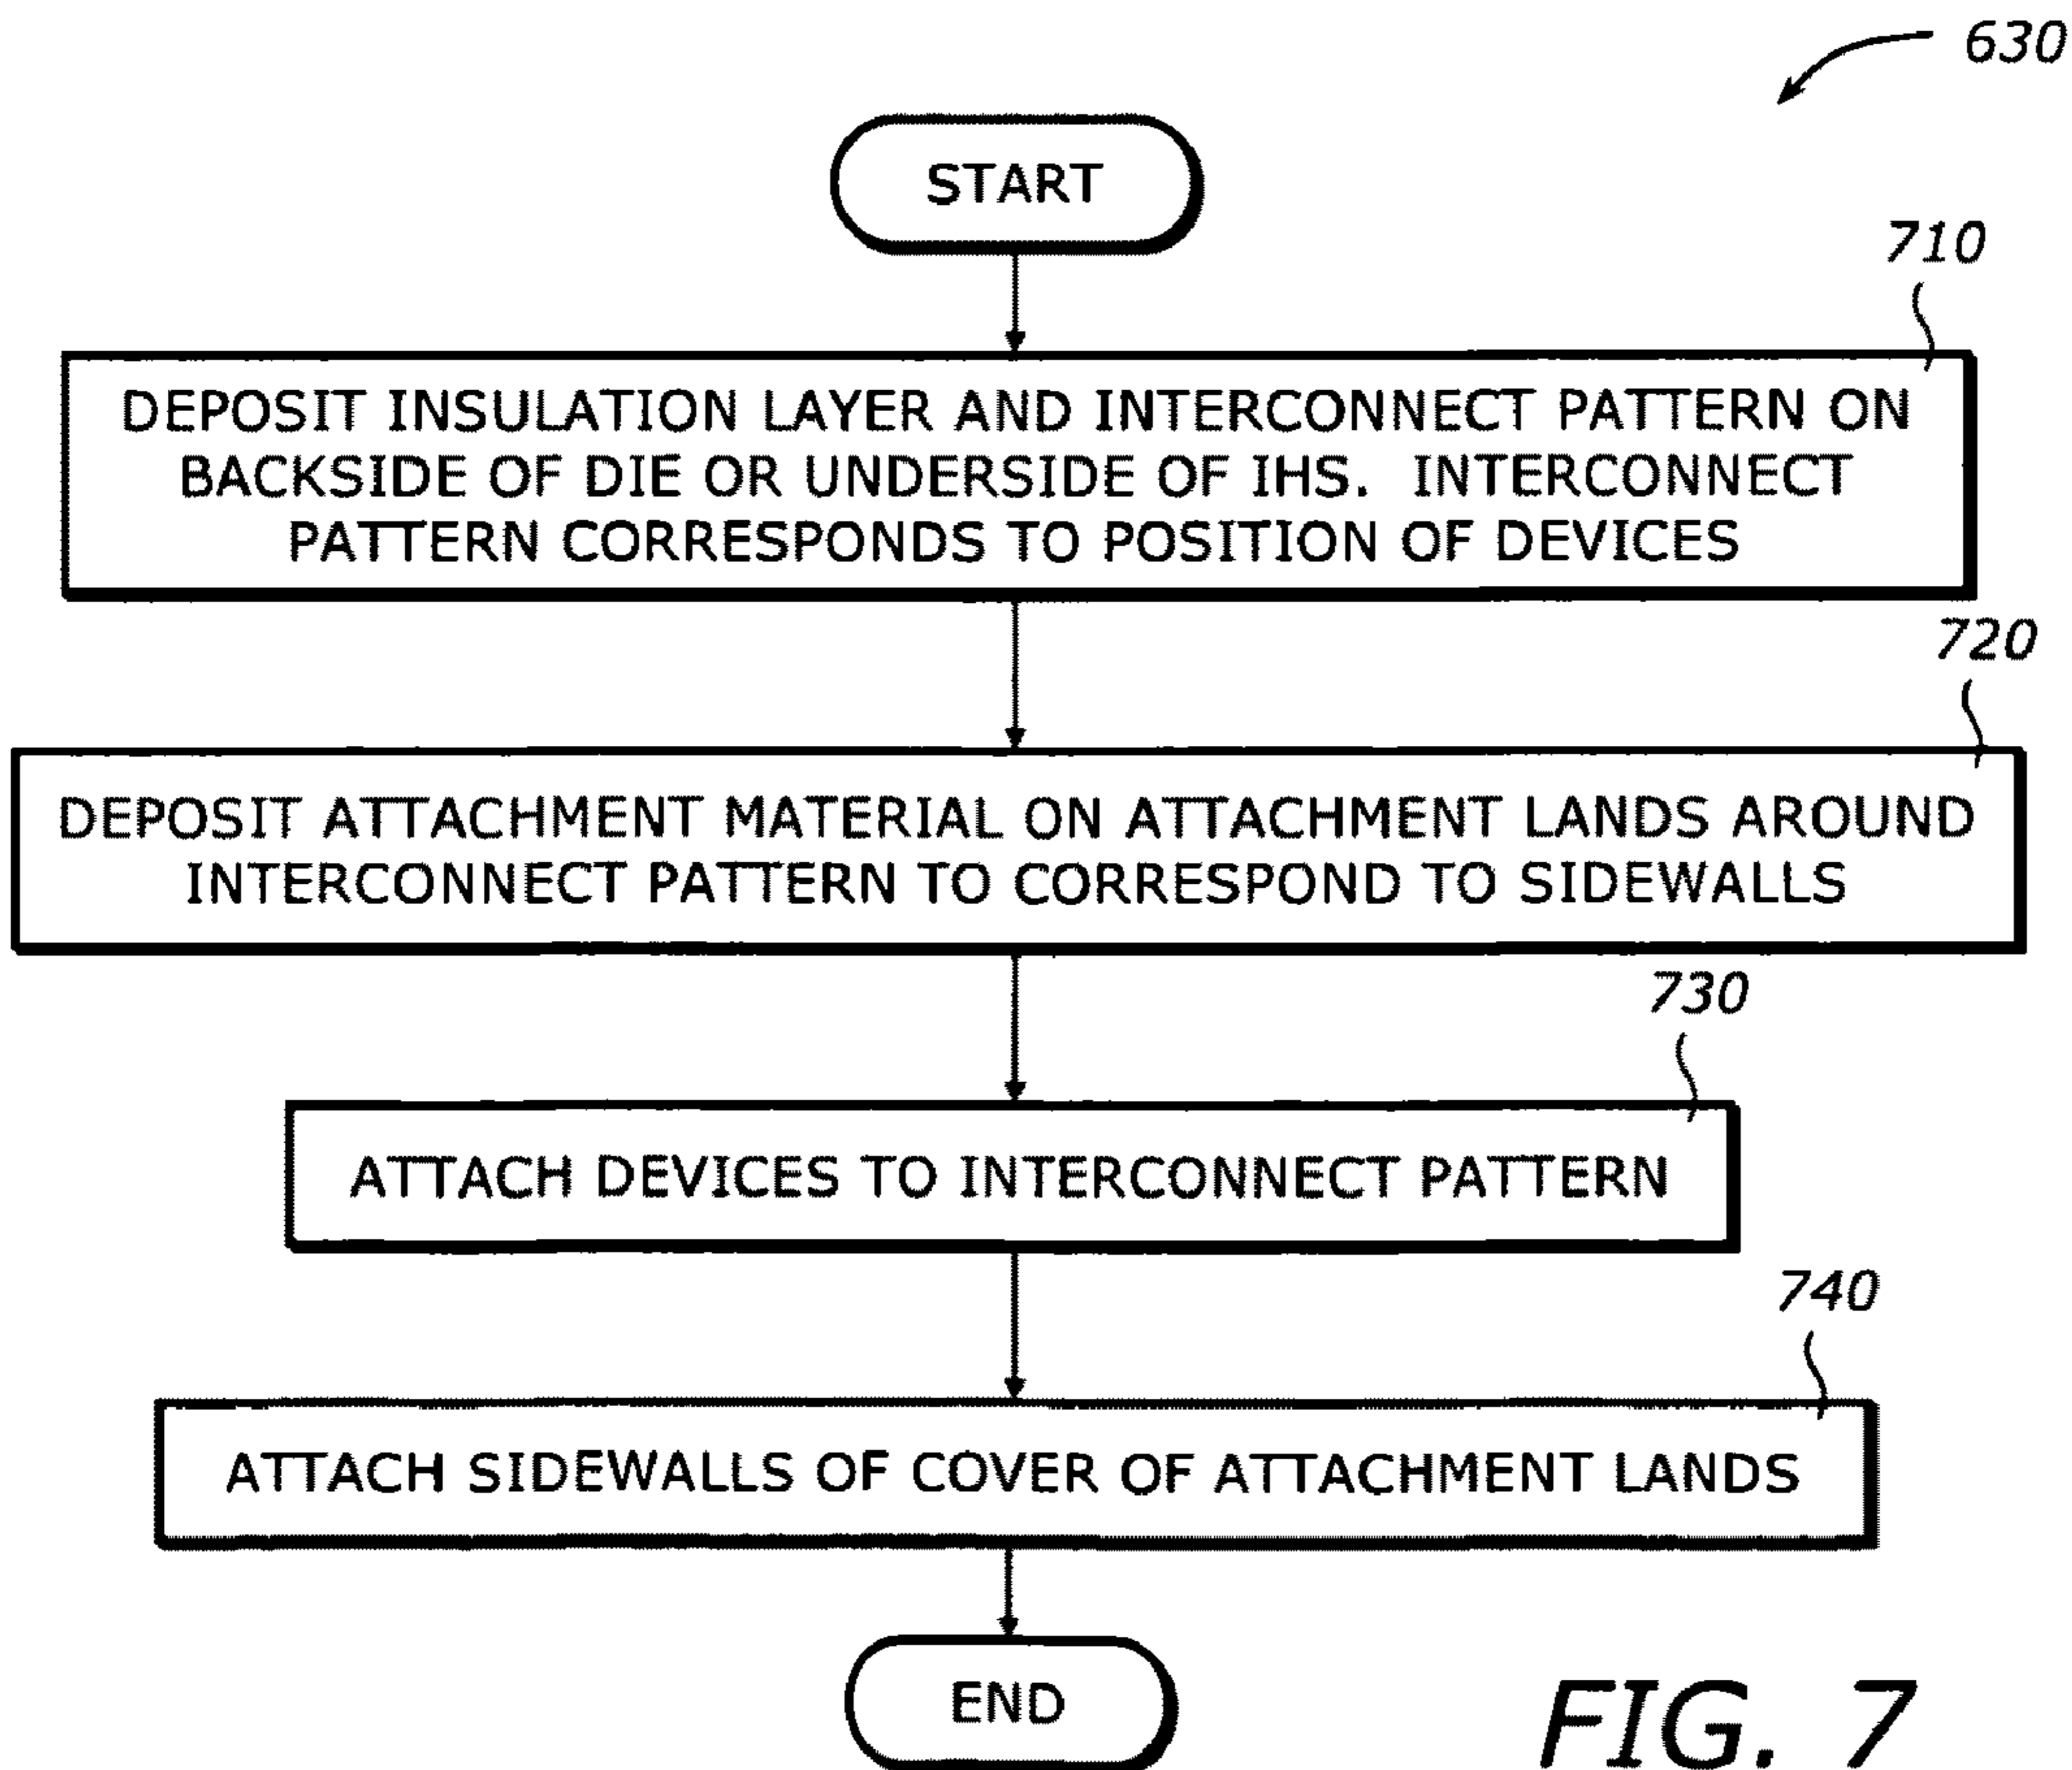 630
START
710
DEPOSIT INSULATION LAYER AND INTERCONNECT PATTERN ON
BACKSIDE OF DIE OR UNDERSIDE OF IHS. INTERCONNECT
PATTERN CORRESPONDS TO POSITION OF DEVICES
720
DEPOSIT ATTACHMENT MATERIAL ON ATTACHMENT LANDS AROUND
INTERCONNECT PATTERN TO CORRESPOND TO SIDEWALLS
730
ATTACH DEVICES TO INTERCONNECT PATTERN
740
ATTACH SIDEWALLS OF COVER OF ATTACHMENT LANDS
END
FIG. 7